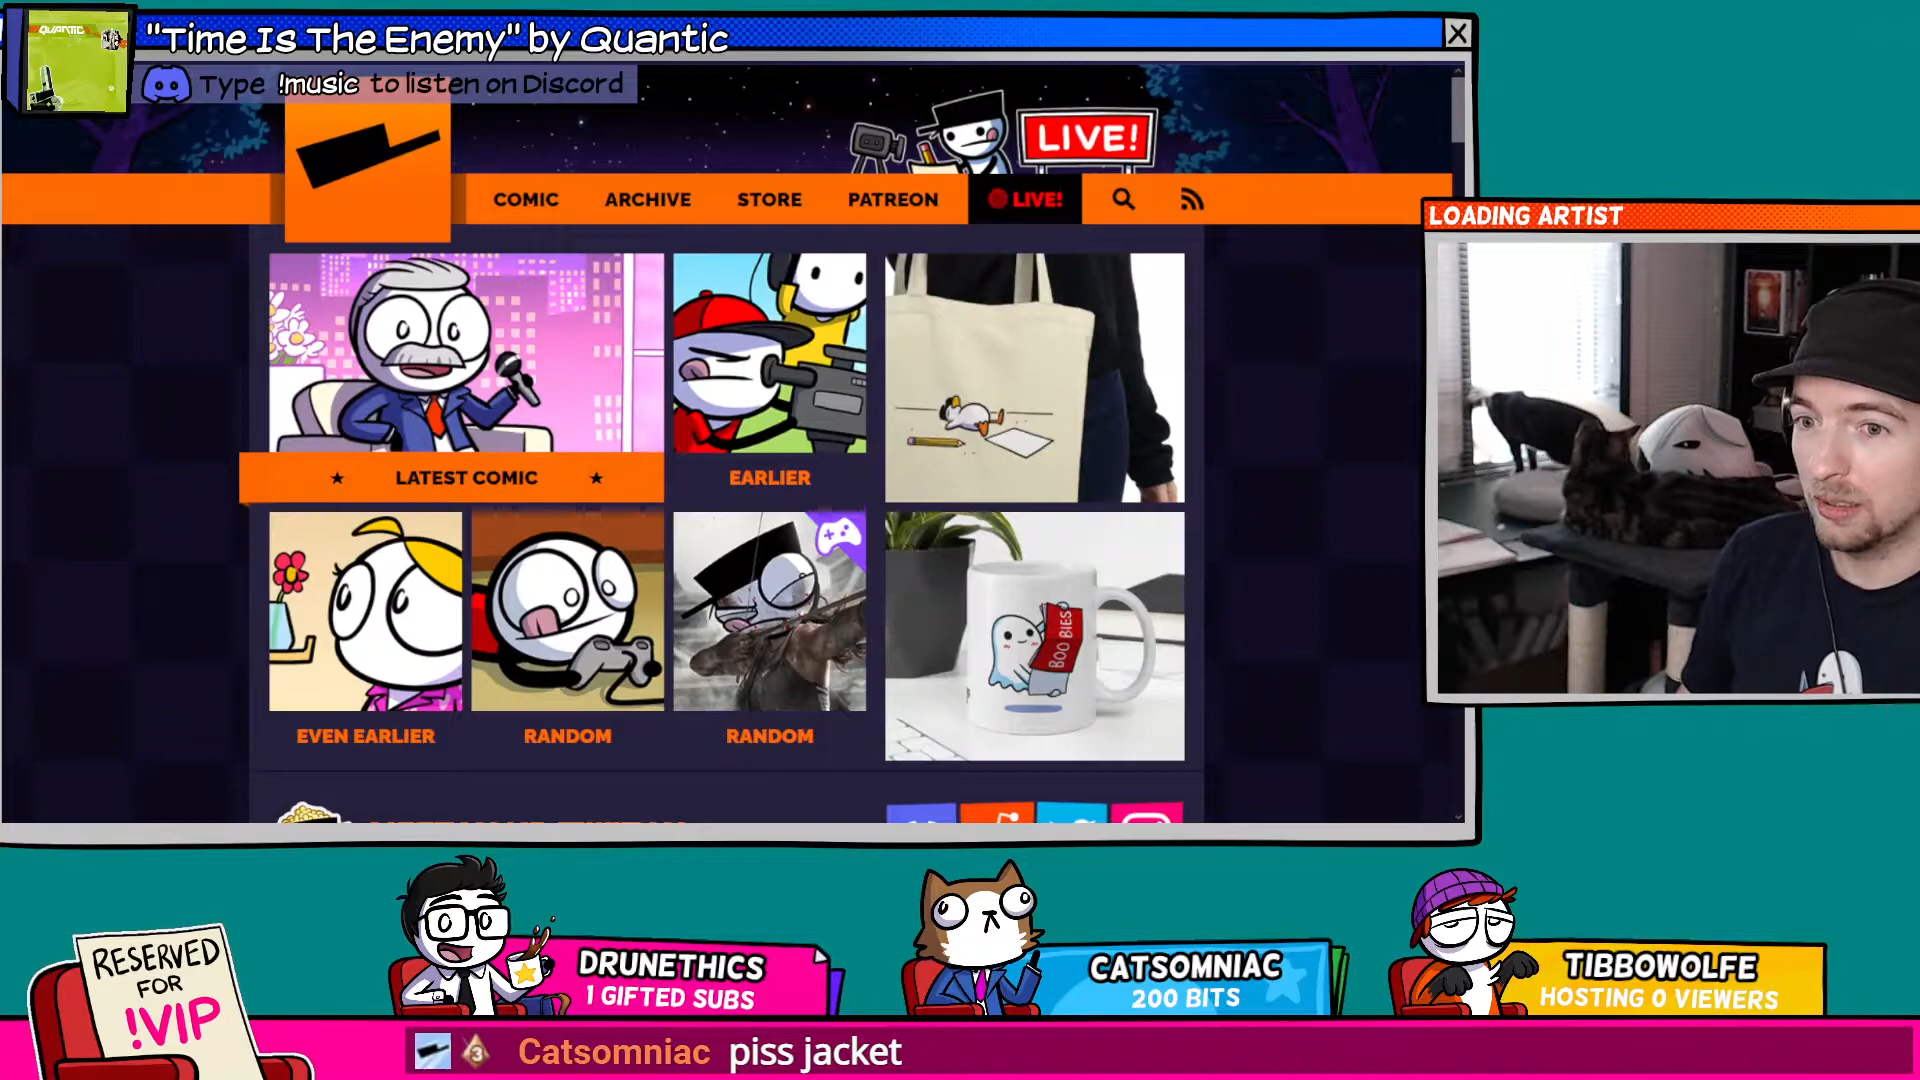 "Time Is The Enemy" by Quantic
Type !music to listen on Discord
QUANTIC
LIVE!
COMIC ARCHIVE STORE PATREON LIVE!
LOADING ARTIST
LATEST COMIC
EARLIER
EVEN EARLIER
RANDOM
RANDOM
BOO BIES
RESERVED
FOR
!VIP
DRUNETHICS
1 GIFTED SUBS
CATSOMNIAC
200 BITS
TIBBOWOLFE
HOSTING 0 VIEWERS
3 Catsomniac piss jacket